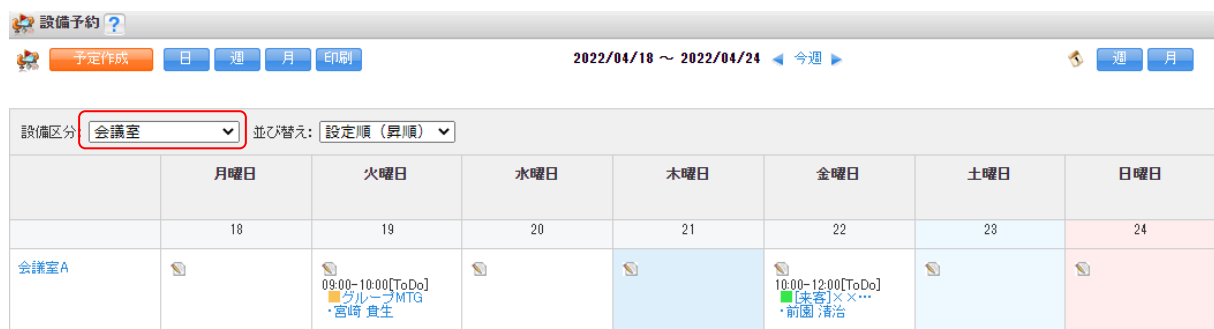 設備予約 ?
予定作成 日 週 月 印刷 2022/04/18 ～ 2022/04/24 今週 週 月
設備区分: 会議室 並び替え: 設定順（昇順）
月曜日 火曜日 水曜日 木曜日 金曜日 土曜日 日曜日
18 19 20 21 22 23 24
会議室A
09:00-10:00[ToDo]
グループMTG
・宮崎 貴生
10:00-12:00[ToDo]
[来客]××…
・前園 清治